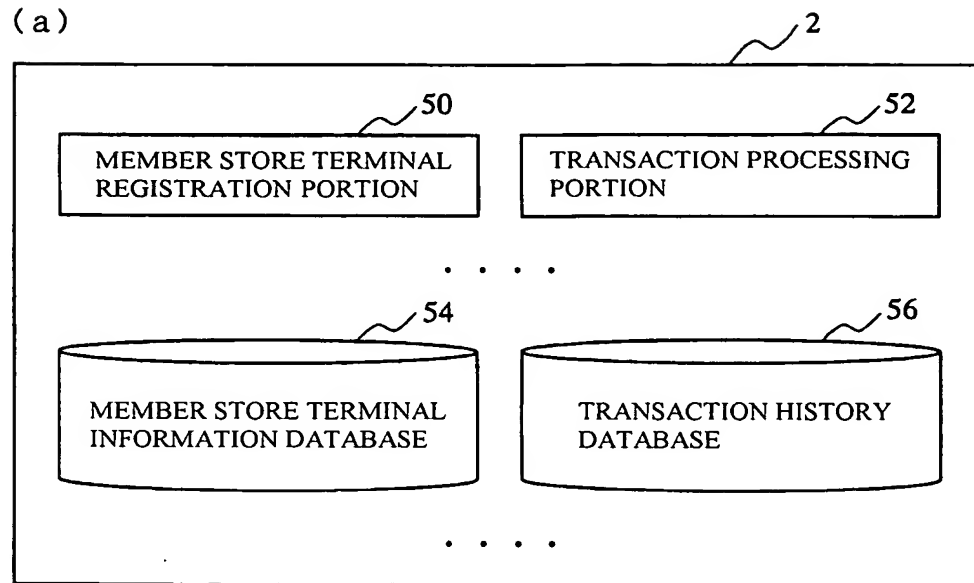 (a)
2
50
52
MEMBER STORE TERMINAL
REGISTRATION PORTION
TRANSACTION PROCESSING
PORTION
. . . .
54
56
MEMBER STORE TERMINAL
INFORMATION DATABASE
TRANSACTION HISTORY
DATABASE
. . . .